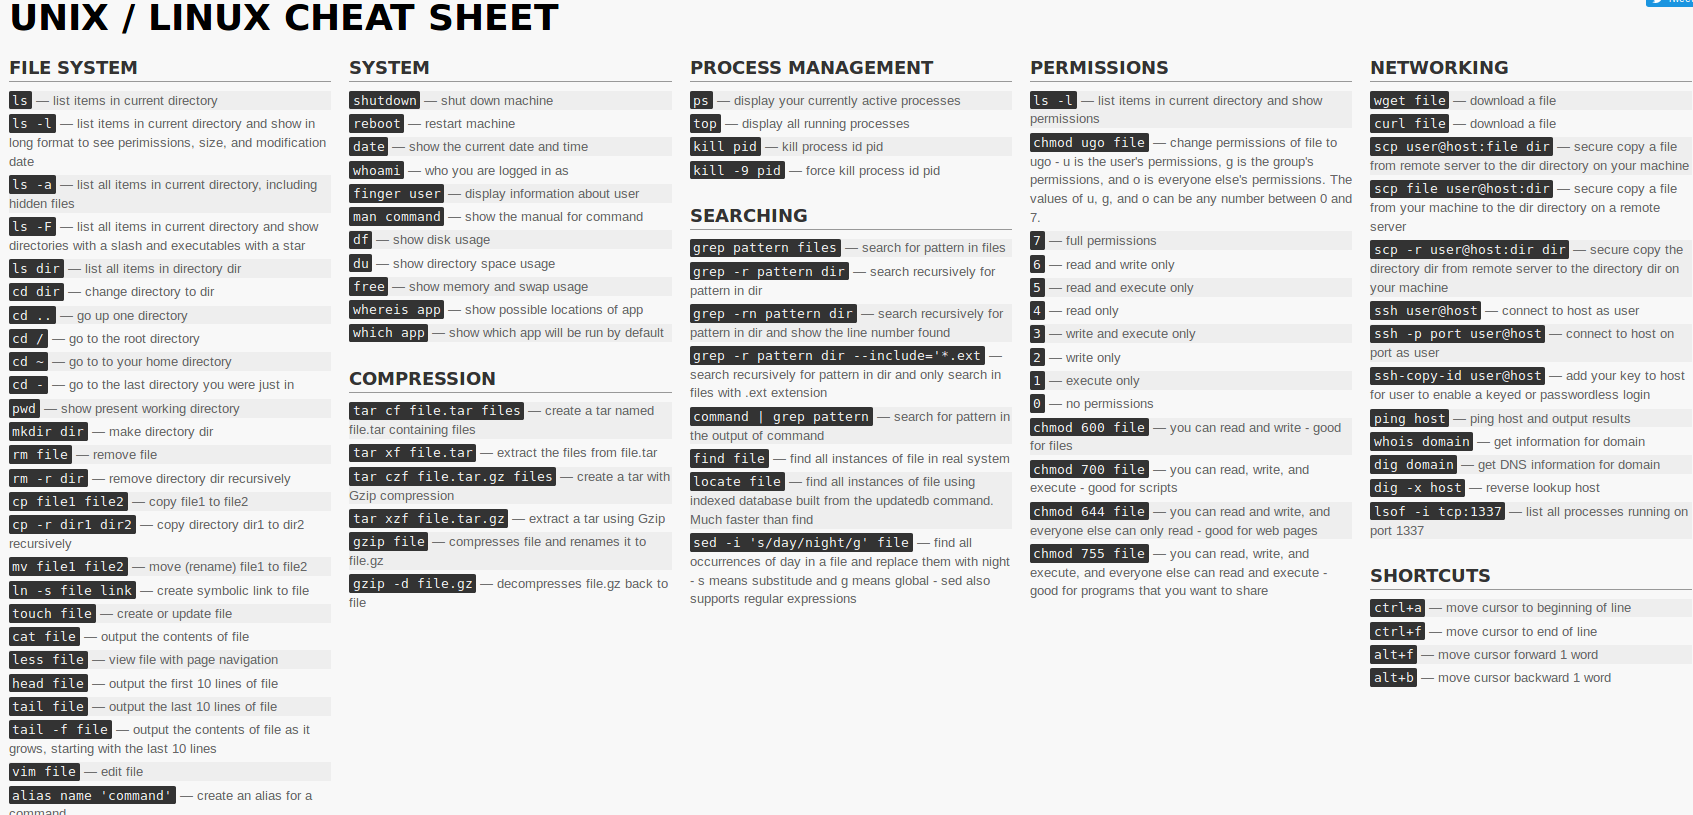 UNIX / LINUX CHEAT SHEET
FILE SYSTEM
ls — list items in current directory
ls -l — list items in current directory and show in
long format to see perimissions, size, and modification
date
ls -a — list all items in current directory, including
hidden files
ls -F — list all items in current directory and show
directories with a slash and executables with a star
ls dir — list all items in directory dir
cd dir — change directory to dir
cd .. — go up one directory
cd / — go to the root directory
cd ~ — go to to your home directory
cd - — go to the last directory you were just in
pwd — show present working directory
mkdir dir — make directory dir
rm file — remove file
rm -r dir — remove directory dir recursively
cp file1 file2 — copy file1 to file2
cp -r dir1 dir2 — copy directory dir1 to dir2
recursively
mv file1 file2 — move (rename) file1 to file2
ln -s file link — create symbolic link to file
touch file — create or update file
cat file — output the contents of file
less file — view file with page navigation
head file — output the first 10 lines of file
tail file — output the last 10 lines of file
tail -f file — output the contents of file as it
grows, starting with the last 10 lines
vim file — edit file
alias name 'command' — create an alias for a
command
SYSTEM
shutdown — shut down machine
reboot — restart machine
date — show the current date and time
whoami — who you are logged in as
finger user — display information about user
man command — show the manual for command
df — show disk usage
du — show directory space usage
free — show memory and swap usage
whereis app — show possible locations of app
which app — show which app will be run by default
COMPRESSION
tar cf file.tar files — create a tar named
file.tar containing files
tar xf file.tar — extract the files from file.tar
tar czf file.tar.gz files — create a tar with
Gzip compression
tar xzf file.tar.gz — extract a tar using Gzip
gzip file — compresses file and renames it to
file.gz
gzip -d file.gz — decompresses file.gz back to
file
PROCESS MANAGEMENT
ps — display your currently active processes
top — display all running processes
kill pid — kill process id pid
kill -9 pid — force kill process id pid
SEARCHING
grep pattern files — search for pattern in files
grep -r pattern dir — search recursively for
pattern in dir
grep -rn pattern dir — search recursively for
pattern in dir and show the line number found
grep -r pattern dir --include='*.ext —
search recursively for pattern in dir and only search in
files with .ext extension
command | grep pattern — search for pattern in
the output of command
find file — find all instances of file in real system
locate file — find all instances of file using
indexed database built from the updatedb command.
Much faster than find
sed -i 's/day/night/g' file — find all
occurrences of day in a file and replace them with night
- s means substitude and g means global - sed also
supports regular expressions
PERMISSIONS
ls -l — list items in current directory and show
permissions
chmod ugo file — change permissions of file to
ugo - u is the user's permissions, g is the group's
permissions, and o is everyone else's permissions. The
values of u, g, and o can be any number between 0 and
7.
7 — full permissions
6 — read and write only
5 — read and execute only
4 — read only
3 — write and execute only
2 — write only
1 — execute only
0 — no permissions
chmod 600 file — you can read and write - good
for files
chmod 700 file — you can read, write, and
execute - good for scripts
chmod 644 file — you can read and write, and
everyone else can only read - good for web pages
chmod 755 file — you can read, write, and
execute, and everyone else can read and execute -
good for programs that you want to share
NETWORKING
wget file — download a file
curl file — download a file
scp user@host:file dir — secure copy a file
from remote server to the dir directory on your machine
scp file user@host:dir — secure copy a file
from your machine to the dir directory on a remote
server
scp -r user@host:dir dir — secure copy the
directory dir from remote server to the directory dir on
your machine
ssh user@host — connect to host as user
ssh -p port user@host — connect to host on
port as user
ssh-copy-id user@host — add your key to host
for user to enable a keyed or passwordless login
ping host — ping host and output results
whois domain — get information for domain
dig domain — get DNS information for domain
dig -x host — reverse lookup host
lsof -i tcp:1337 — list all processes running on
port 1337
SHORTCUTS
ctrl+a — move cursor to beginning of line
ctrl+f — move cursor to end of line
alt+f — move cursor forward 1 word
alt+b — move cursor backward 1 word